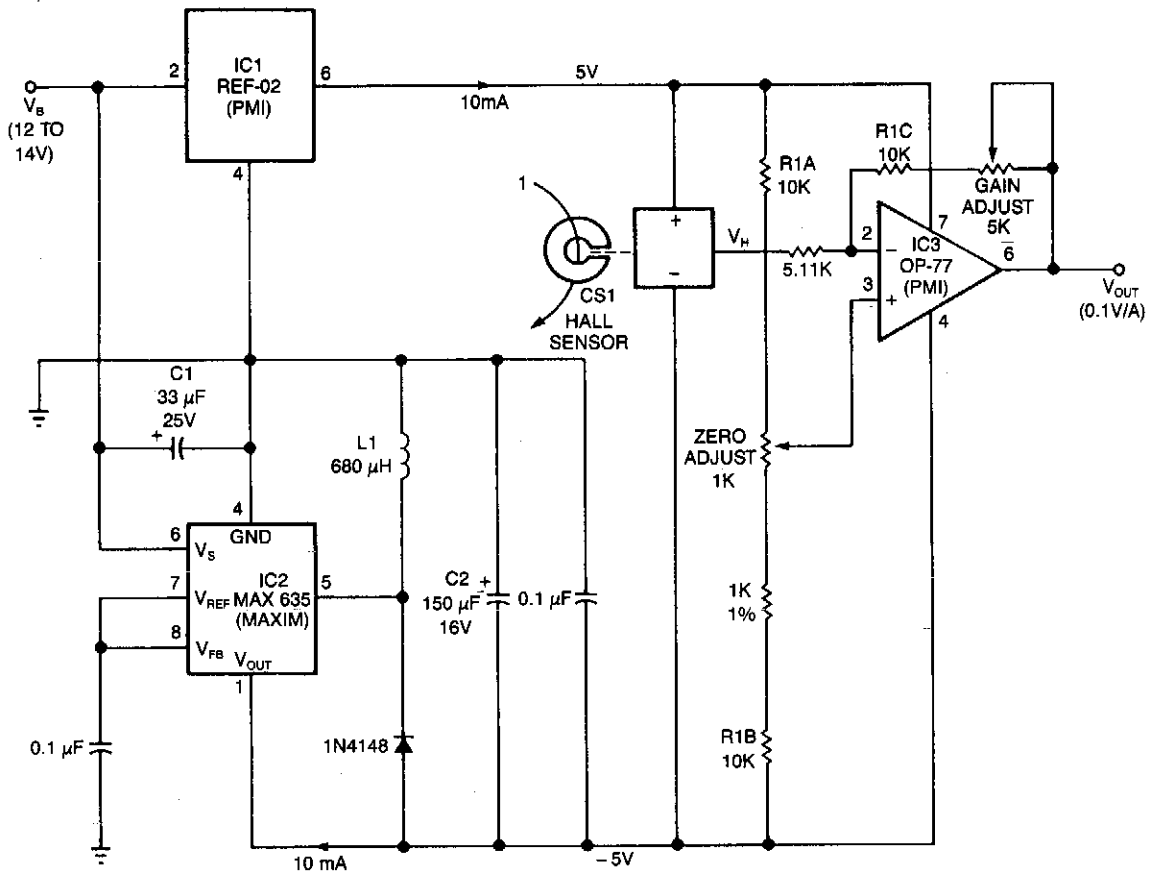 IC1
REF-02
(PMI)
2
6
4
V_B
(12 TO
14V)
10mA
5V
1
CS1
HALL
SENSOR
+
−
V_H
5.11K
R1A
10K
R1C
10K
GAIN
ADJUST
5K
2
−
3
+
IC3
OP-77
(PMI)
7
6
4
V_OUT
(0.1V/A)
C1
33 µF
25V
+
L1
680 µH
ZERO
ADJUST
1K
4
GND
6
V_S
7
V_REF
8
V_FB
IC2
MAX 635
(MAXIM)
5
V_OUT
1
C2
150 µF
16V
+
0.1 µF
1K
1%
0.1 µF
1N4148
R1B
10K
10 mA
−5V